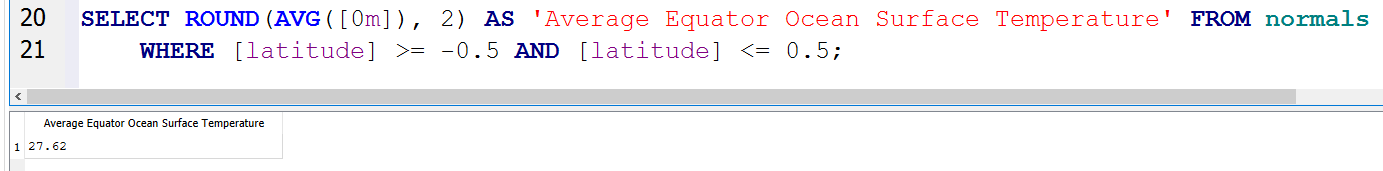 20 SELECT ROUND(AVG([0m]), 2) AS 'Average Equator Ocean Surface Temperature' FROM normals
21 WHERE [latitude] >= -0.5 AND [latitude] <= 0.5;
Average Equator Ocean Surface Temperature
1 27.62